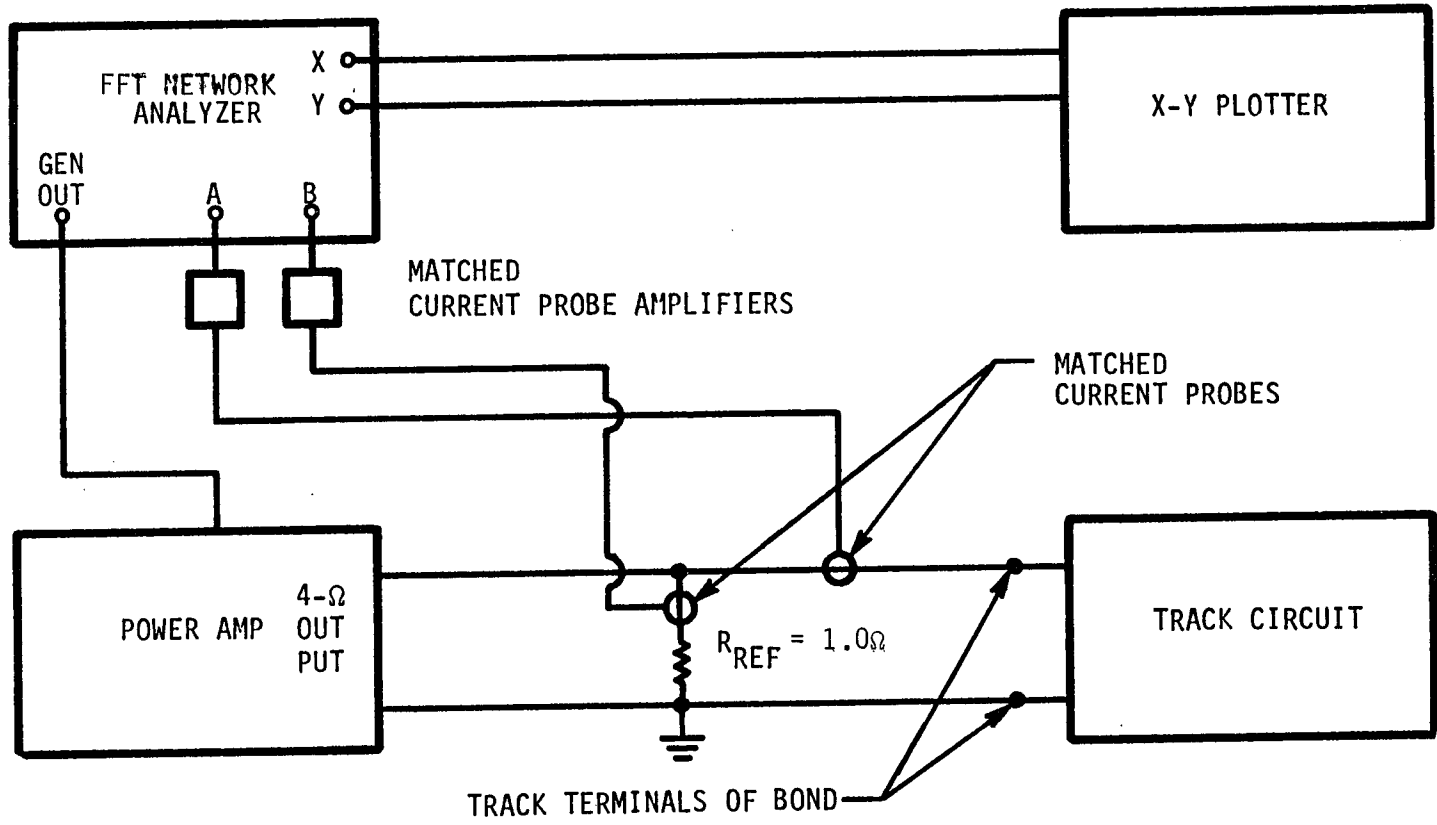 FFT NETWORK
ANALYZER
X
Y
GEN
OUT
A
B
X-Y PLOTTER
MATCHED
CURRENT PROBE AMPLIFIERS
MATCHED
CURRENT PROBES
POWER AMP
4-Ω
OUT
PUT
R_REF = 1.0Ω
TRACK CIRCUIT
TRACK TERMINALS OF BOND